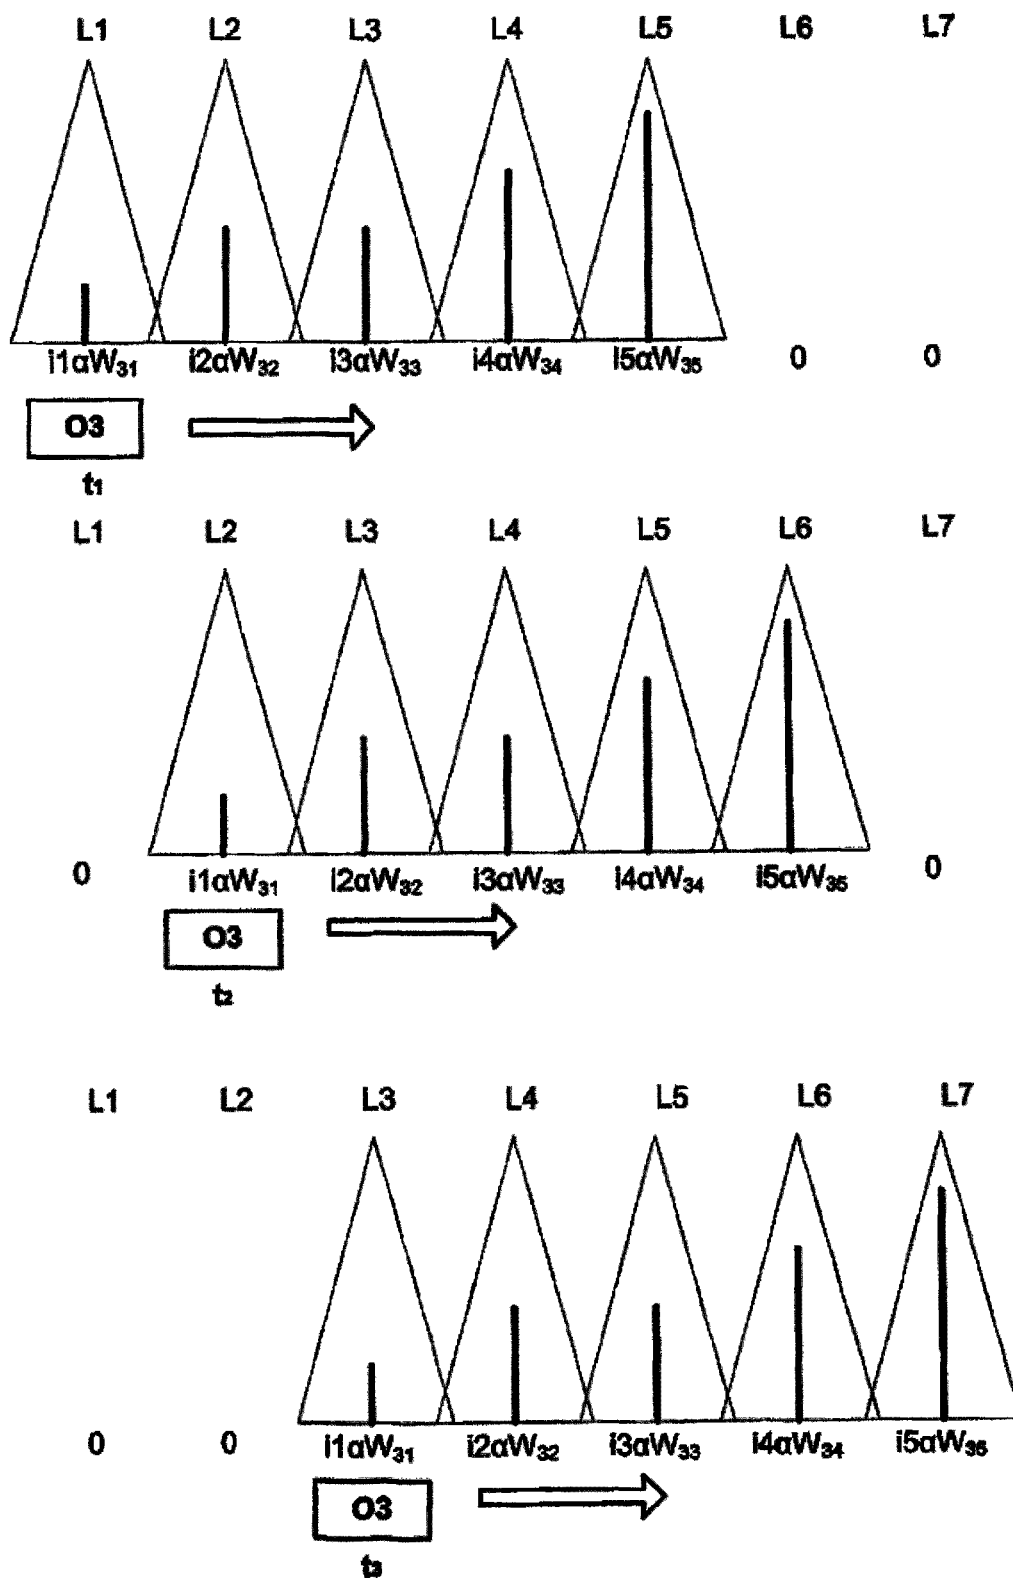 L1 L2 L3 L4 L5 L6 L7
i1αW₃₁ i2αW₃₂ i3αW₃₃ i4αW₃₄ i5αW₃₅ 0 0
O3
t₁
L1 L2 L3 L4 L5 L6 L7
0 i1αW₃₁ i2αW₃₂ i3αW₃₃ i4αW₃₄ i5αW₃₅ 0
O3
t₂
L1 L2 L3 L4 L5 L6 L7
0 0 i1αW₃₁ i2αW₃₂ i3αW₃₃ i4αW₃₄ i5αW₃₅
O3
t₃